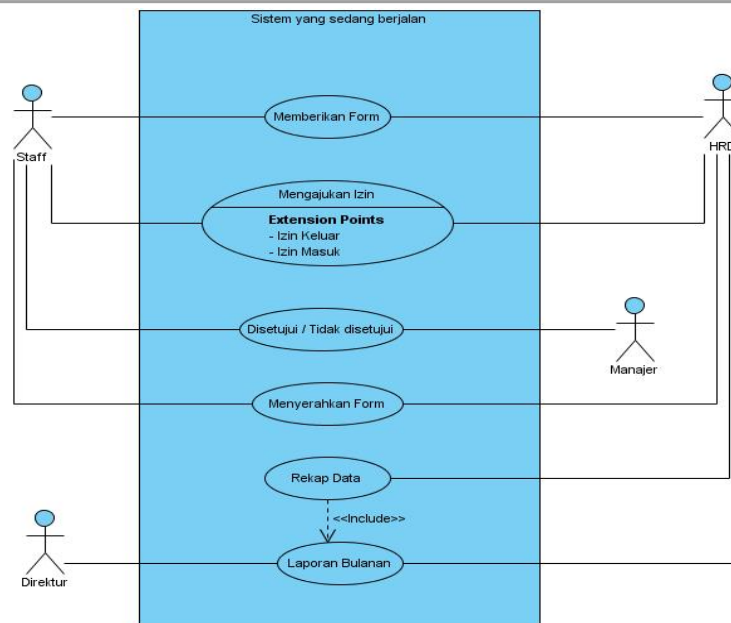 Sistem yang sedang berjalan
Memberikan Form
Staff
HRD
Mengajukan Izin
Extension Points
- Izin Keluar
- Izin Masuk
Disetujui / Tidak disetujui
Manajer
Menyerahkan Form
Rekap Data
<<Include>>
Laporan Bulanan
Direktur